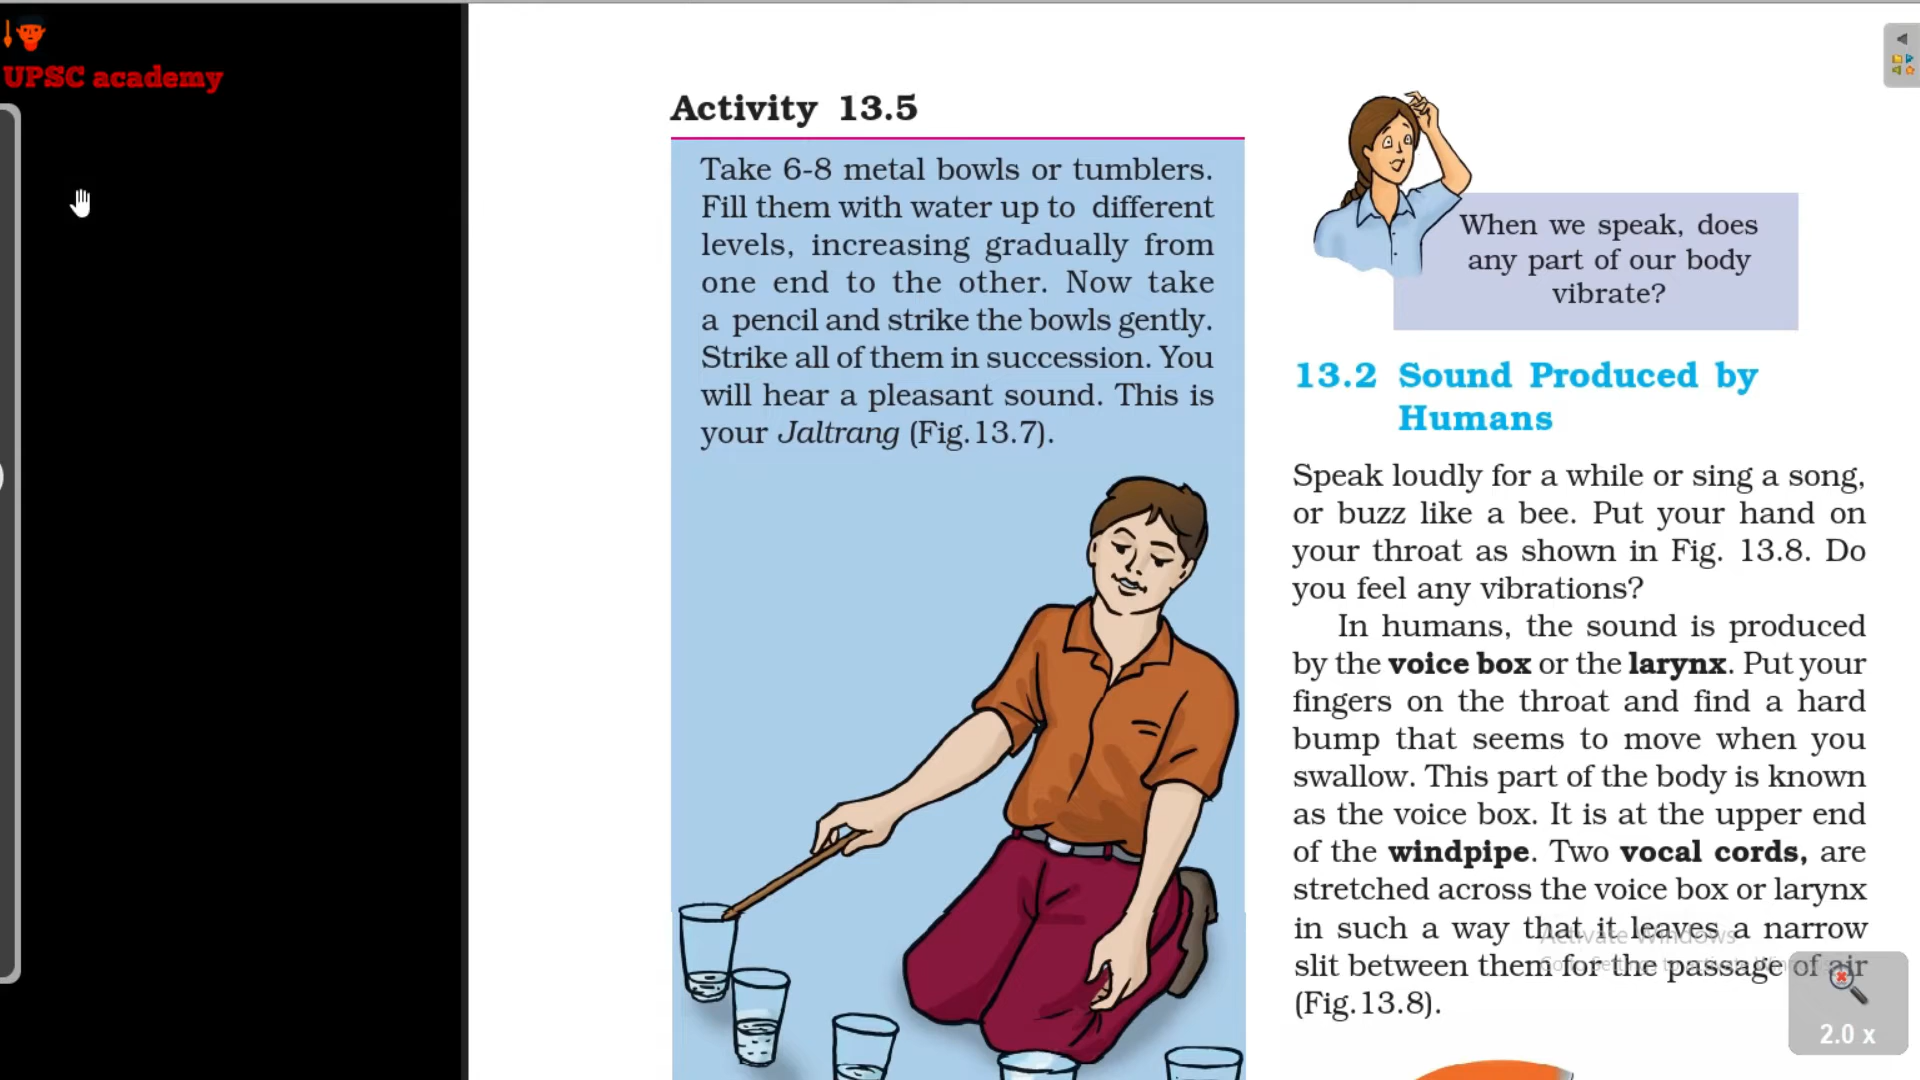 UPSC academy
Activity 13.5
Take 6-8 metal bowls or tumblers.
Fill them with water up to different
levels, increasing gradually from
one end to the other. Now take
a pencil and strike the bowls gently.
Strike all of them in succession. You
will hear a pleasant sound. This is
your Jaltrang (Fig.13.7).
When we speak, does
any part of our body
vibrate?
13.2 Sound Produced by
Humans
Speak loudly for a while or sing a song,
or buzz like a bee. Put your hand on
your throat as shown in Fig. 13.8. Do
you feel any vibrations?
In humans, the sound is produced
by the voice box or the larynx. Put your
fingers on the throat and find a hard
bump that seems to move when you
swallow. This part of the body is known
as the voice box. It is at the upper end
of the windpipe. Two vocal cords, are
stretched across the voice box or larynx
in such a way that it leaves a narrow
slit between them for the passage of air
(Fig.13.8).
Activate Windows
Go to Settings to activate
2.0 x